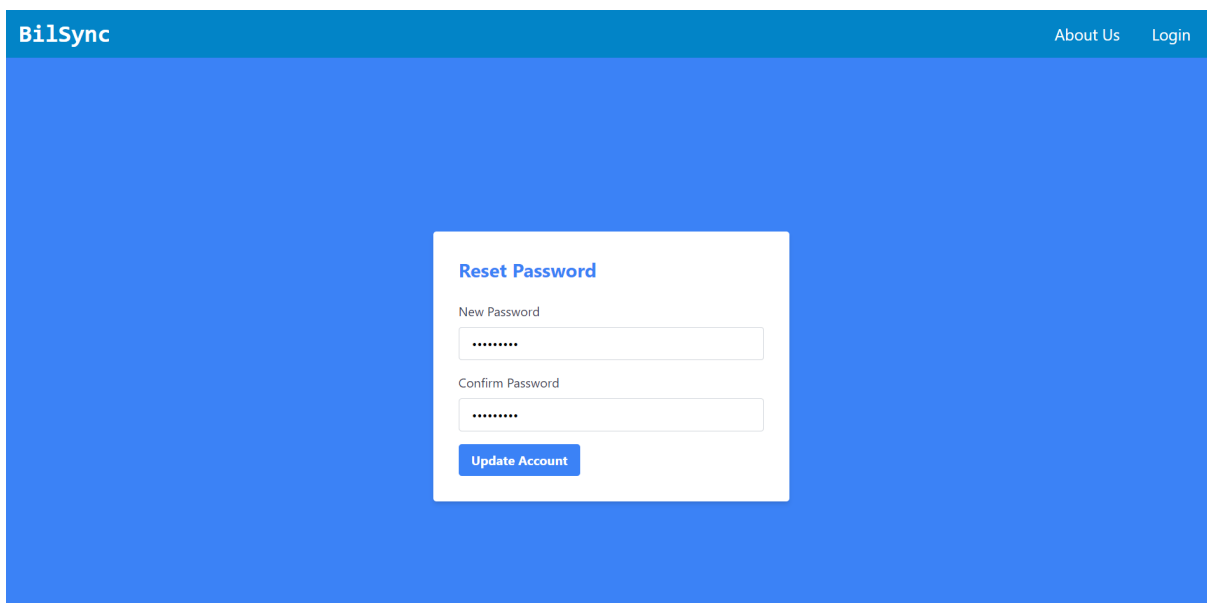 BilSync
About Us
Login
Reset Password
New Password
•••••••••
Confirm Password
•••••••••
Update Account